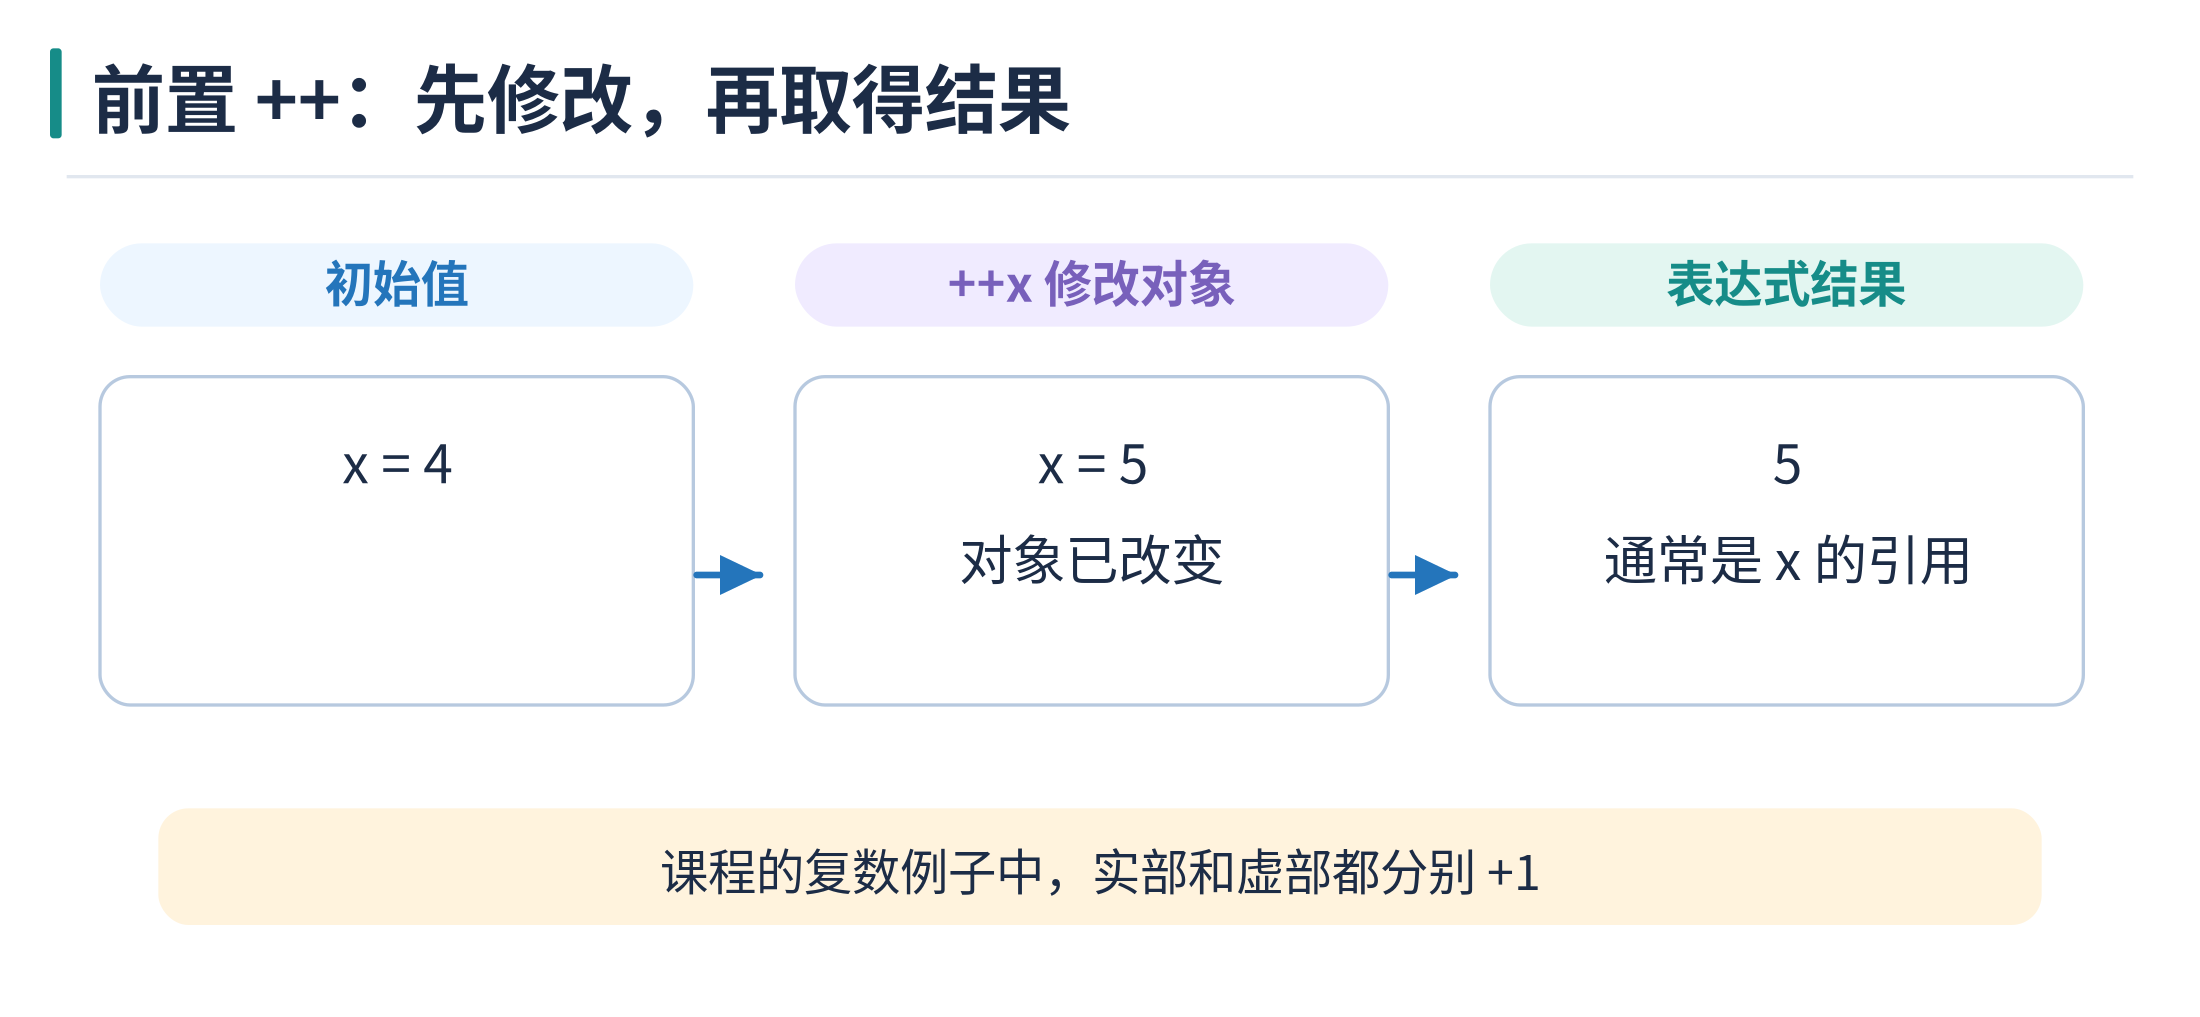 前置 ++：先修改，再取得结果
初始值
++x 修改对象
表达式结果
x = 4
x = 5
对象已改变
5
通常是 x 的引用
课程的复数例子中，实部和虚部都分别 +1